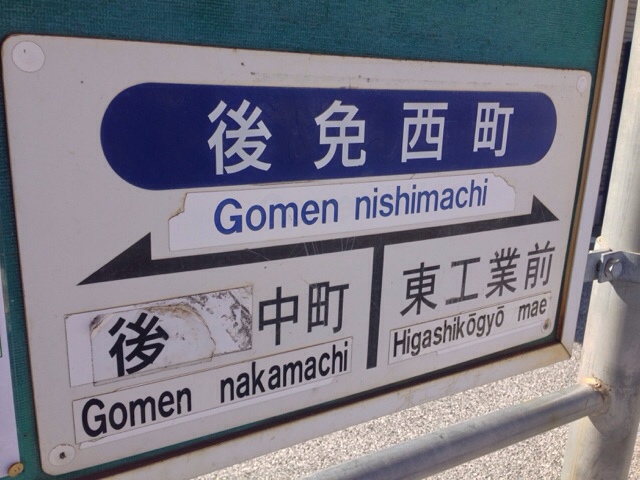 後免西町
Gomen nishimachi
後 中町
Gomen nakamachi
東工業前
Higashikōgyō mae